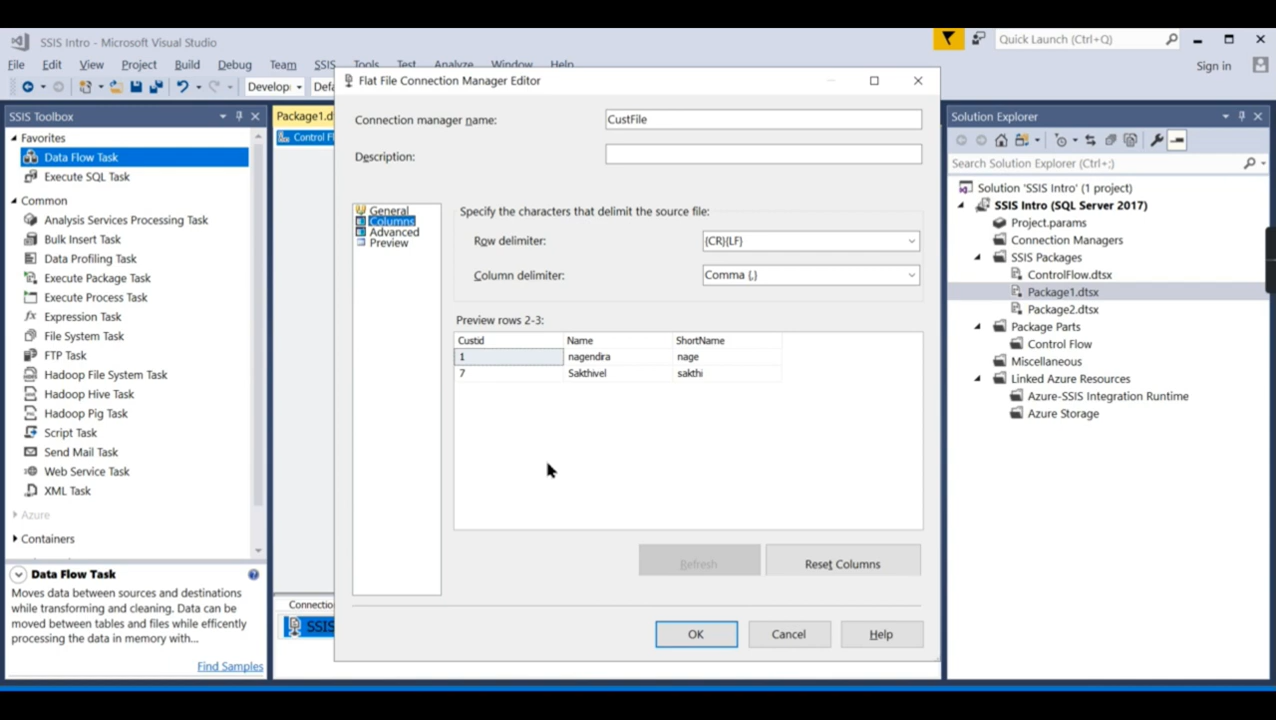 SSIS Intro - Microsoft Visual Studio
Quick Launch (Ctrl+Q)
File Edit View Project Build Debug Team SSIS Tools Test Analyze Window Help
Sign in
Develop
Defa
SSIS Toolbox
Favorites
Data Flow Task
Execute SQL Task
Common
Analysis Services Processing Task
Bulk Insert Task
Data Profiling Task
Execute Package Task
Execute Process Task
Expression Task
File System Task
FTP Task
Hadoop File System Task
Hadoop Hive Task
Hadoop Pig Task
Script Task
Send Mail Task
Web Service Task
XML Task
Azure
Containers
Data Flow Task
Moves data between sources and destinations
while transforming and cleaning. Data can be
moved between tables and files while efficently
processing the data in memory with...
Find Samples
Package1.d
Control Fl
Connectio
SSIS
Flat File Connection Manager Editor
Connection manager name: CustFile
Description:
General
Columns
Advanced
Preview
Specify the characters that delimit the source file:
Row delimiter: {CR}{LF}
Column delimiter: Comma {,}
Preview rows 2-3:
Custid Name ShortName
1 nagendra nage
7 Sakthivel sakthi
Refresh Reset Columns
OK Cancel Help
Solution Explorer
Search Solution Explorer (Ctrl+;)
Solution 'SSIS Intro' (1 project)
SSIS Intro (SQL Server 2017)
Project.params
Connection Managers
SSIS Packages
ControlFlow.dtsx
Package1.dtsx
Package2.dtsx
Package Parts
Control Flow
Miscellaneous
Linked Azure Resources
Azure-SSIS Integration Runtime
Azure Storage